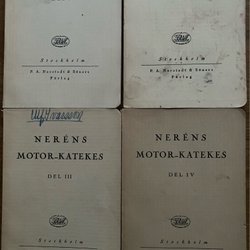 Stockholm
P. A. Norstedt & Söners
Förlag
Stockholm
P. A. Norstedt & Söners
Förlag
NERÉNS
MOTOR-KATEKES
DEL III
Stockholm
NERÉNS
MOTOR-KATEKES
DEL IV
Stockholm